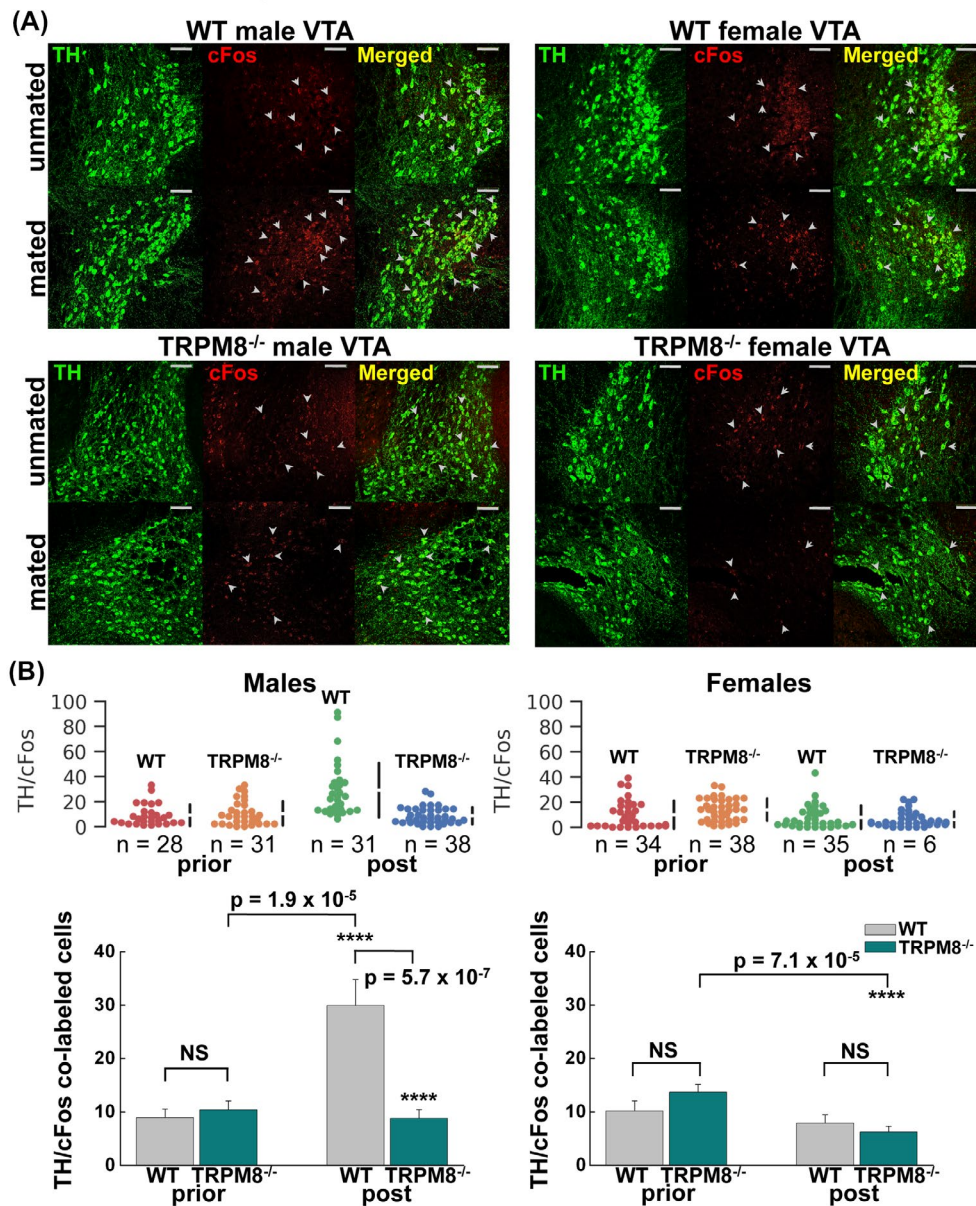 (A)
WT male VTA
WT female VTA
TH cFos Merged
TH cFos Merged
unmated
unmated
mated
mated
TRPM8-/- male VTA
TRPM8-/- female VTA
TH cFos Merged
TH cFos Merged
unmated
unmated
mated
mated
(B)
Males
TH/cFos
100
80
60
40
20
0
WT
TRPM8-/-
WT
TRPM8-/-
n = 28 n = 31 n = 31 n = 38
prior post
Females
TH/cFos
100
80
60
40
20
0
WT
TRPM8-/-
WT
TRPM8-/-
n = 34 n = 38 n = 35 n = 6
prior post
TH/cFos co-labeled cells
40
30
20
10
0
p = 1.9 x 10-5
****
p = 5.7 x 10-7
NS
****
WT TRPM8-/- WT TRPM8-/-
prior post
TH/cFos co-labeled cells
40
30
20
10
0
WT
TRPM8-/-
p = 7.1 x 10-5
****
NS
NS
WT TRPM8-/- WT TRPM8-/-
prior post